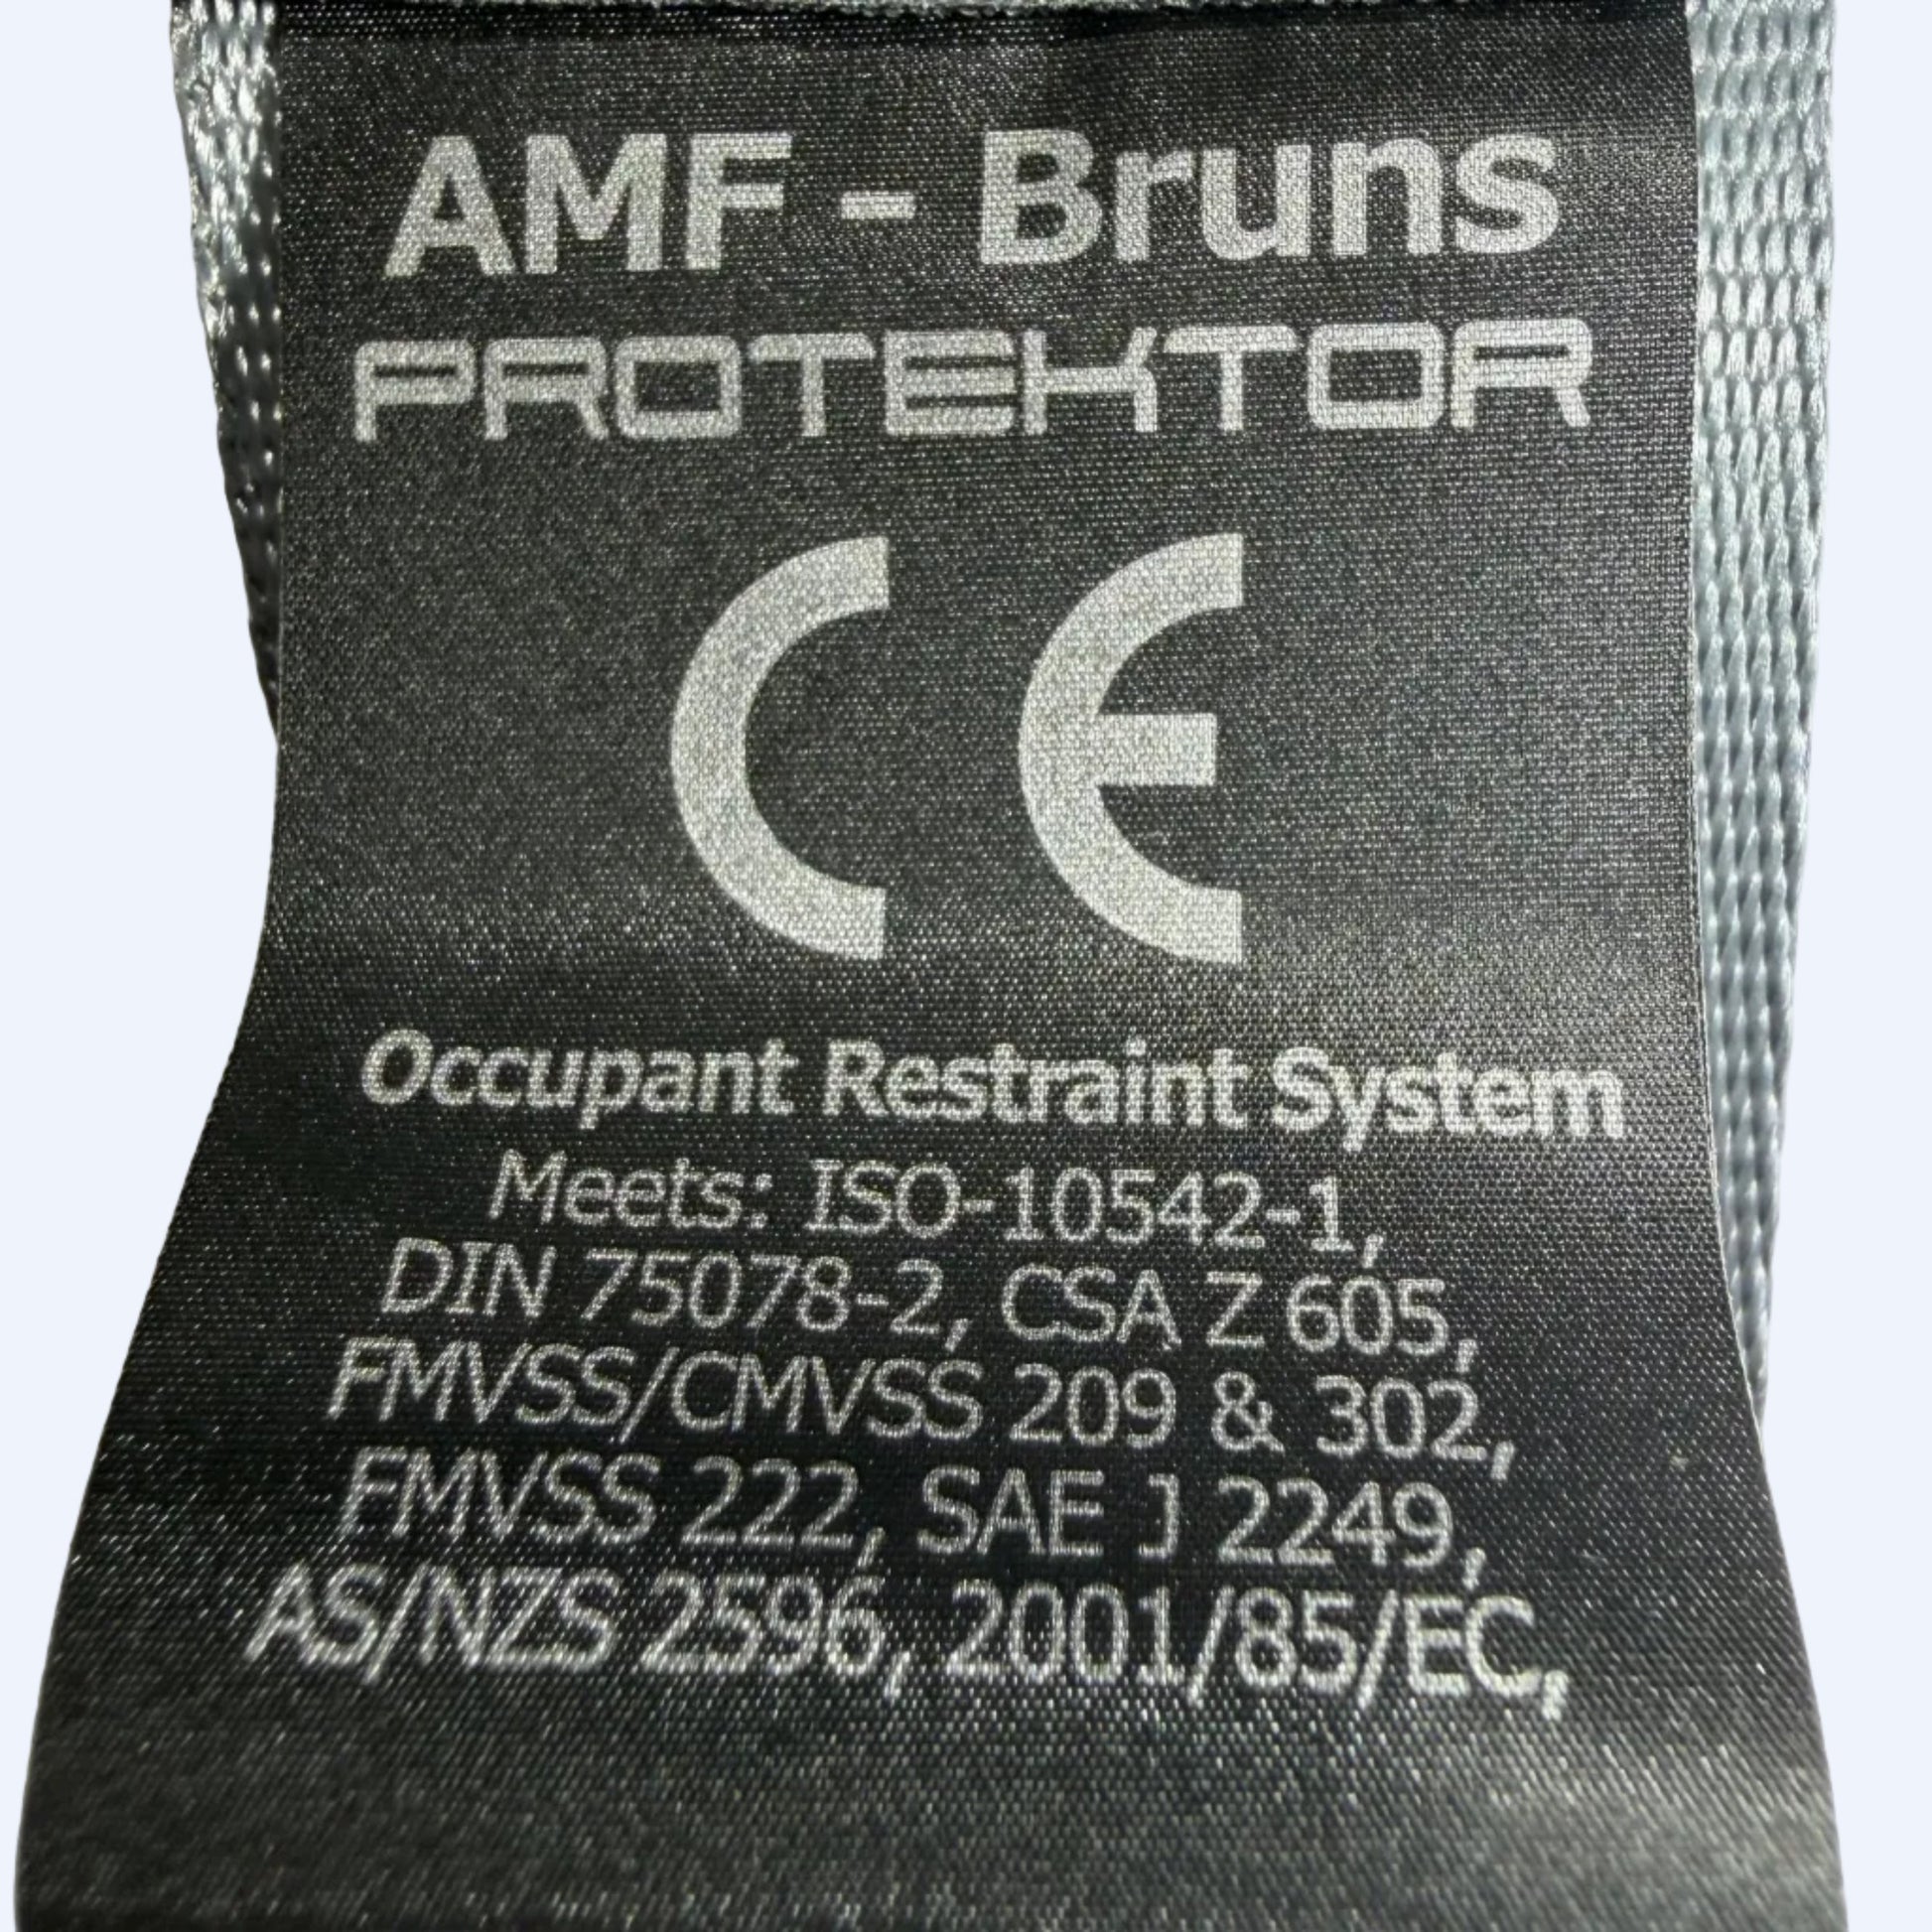 AMF - Bruns
PROTEKTOR
CE
Occupant Restraint System
Meets: ISO-10542-1,
DIN 75078-2, CSA Z 605,
FMVSS/CMVSS 209 & 302,
FMVSS 222, SAE J 2249,
AS/NZS 2596, 2001/85/EC,